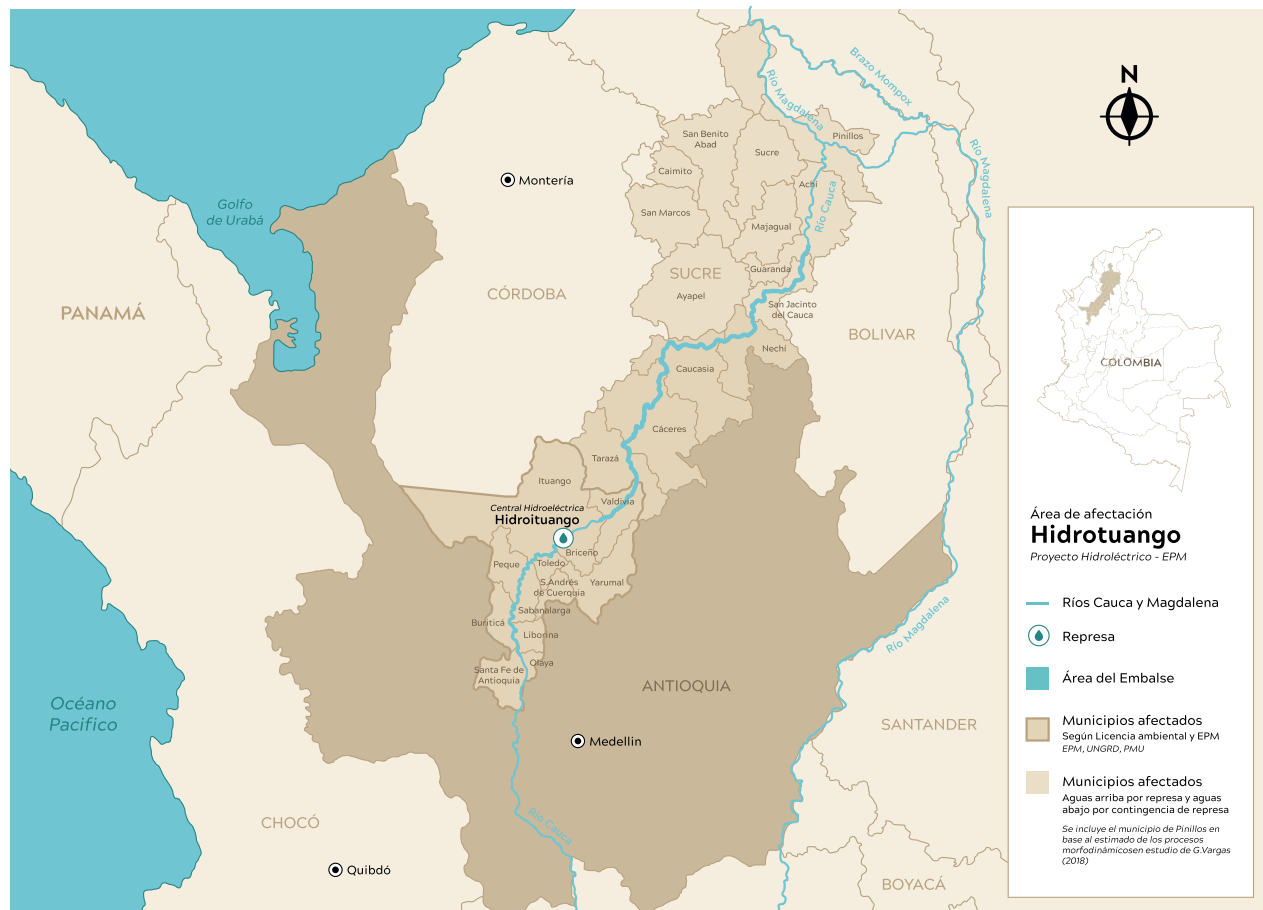 N
Brazo Mompox
Río Magdalena
Río Magdalena
Pinillos
San Benito
Abad
Sucre
Caimito
Montería
Achí
Río Cauca
Golfo
de Urabá
San Marcos
Majagual
Guaranda
SUCRE
CÓRDOBA
Ayapel
San Jacinto
del Cauca
PANAMÁ
BOLIVAR
Nechí
Caucasia
Cáceres
Tarazá
Ituango
Valdivia
Central Hidroeléctrica
Hidroituango
Briceño
Peque
Toledo
S.Andrés
de Cuerquia
Yarumal
Sabanalarga
Buriticá
Liborina
Río Magdalena
Olaya
Santa Fe de
Antioquia
ANTIOQUIA
Océano
Pacifico
SANTANDER
Medellin
CHOCÓ
Río Cauca
Quibdó
BOYACÁ
COLOMBIA
Área de afectación
Hidrotuango
Proyecto Hidroléctrico - EPM
Ríos Cauca y Magdalena
Represa
Área del Embalse
Municipios afectados
Según Licencia ambiental y EPM
EPM, UNGRD, PMU
Municipios afectados
Aguas arriba por represa y aguas
abajo por contingencia de represa
Se incluye el municipio de Pinillos en
base al estimado de los procesos
morfodinámicosen estudio de G.Vargas
(2018)